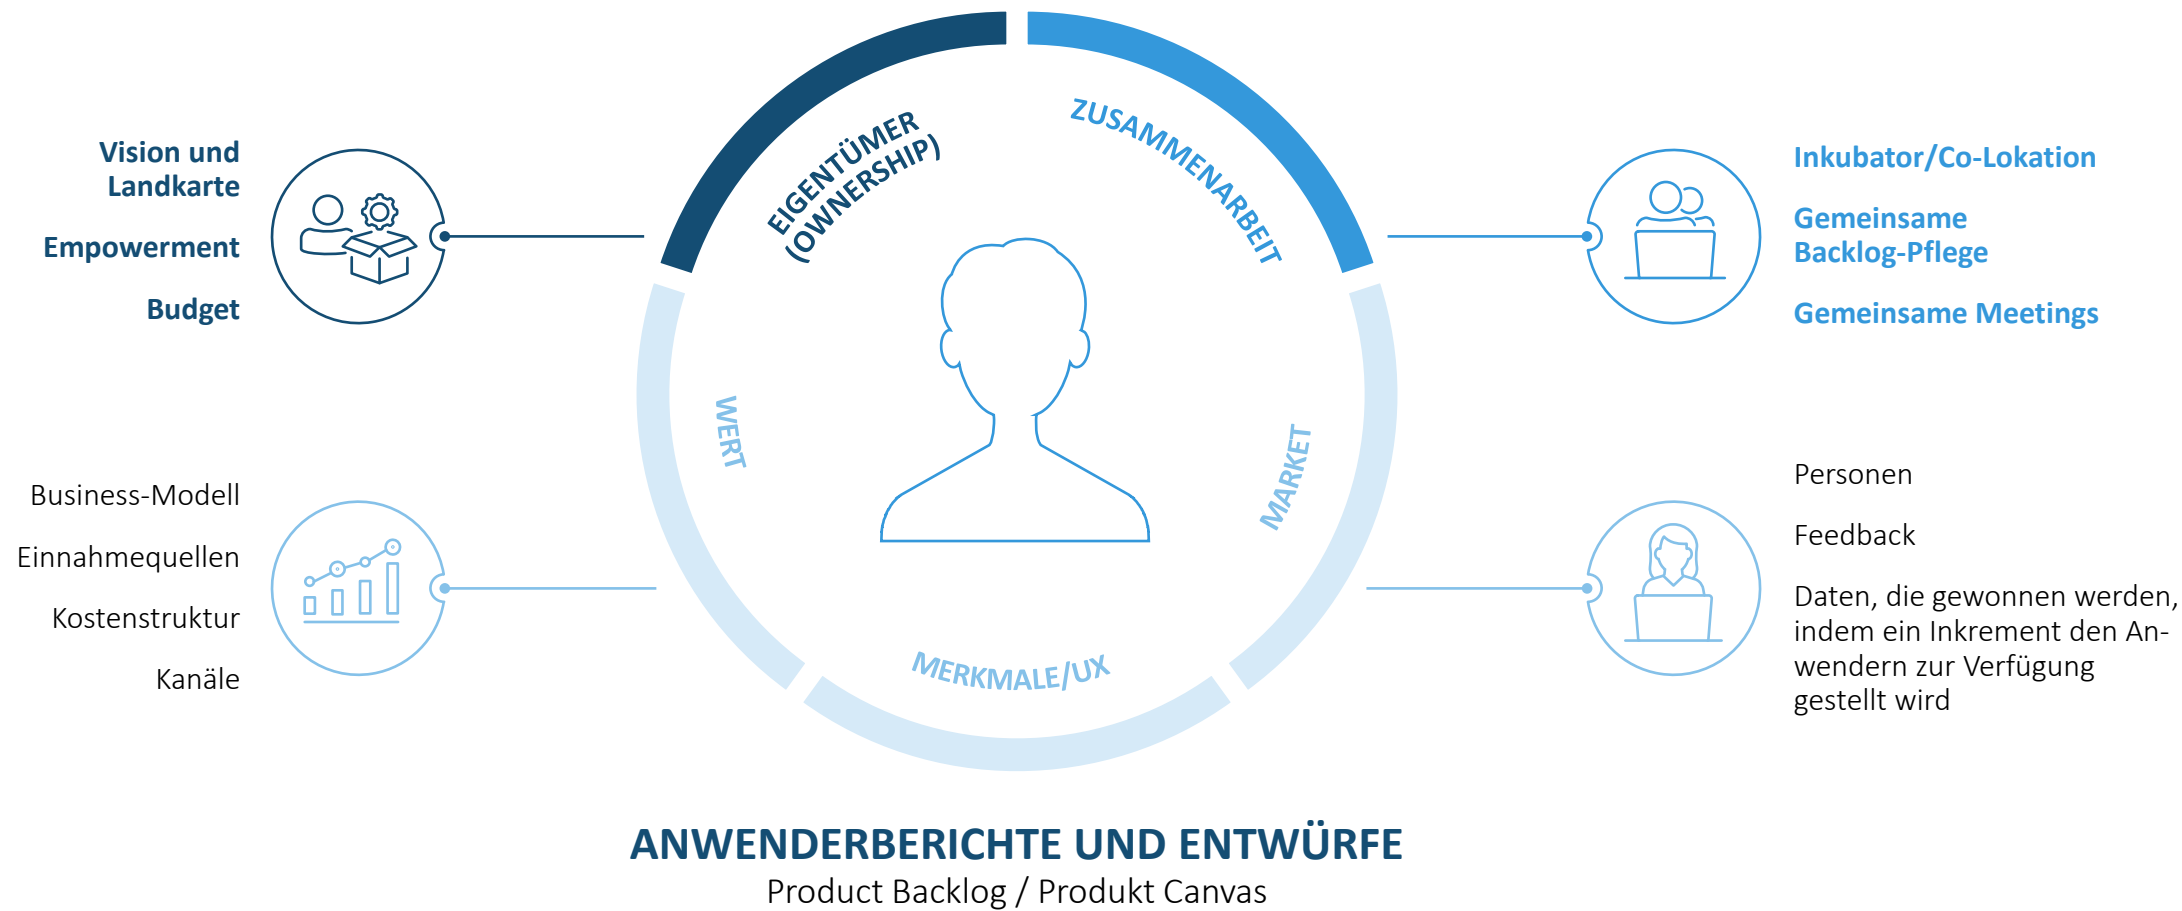 Vision und
Landkarte
Empowerment
Budget
EIGENTÜMER
(OWNERSHIP)
ZUSAMMENARBEIT
Inkubator/Co-Lokation
Gemeinsame
Backlog-Pflege
Gemeinsame Meetings
WERT
MARKET
Business-Modell
Einnahmequellen
Kostenstruktur
Kanäle
MERKMALE/UX
Personen
Feedback
Daten, die gewonnen werden,
indem ein Inkrement den An-
wendern zur Verfügung
gestellt wird
ANWENDERBERICHTE UND ENTWÜRFE
Product Backlog / Produkt Canvas